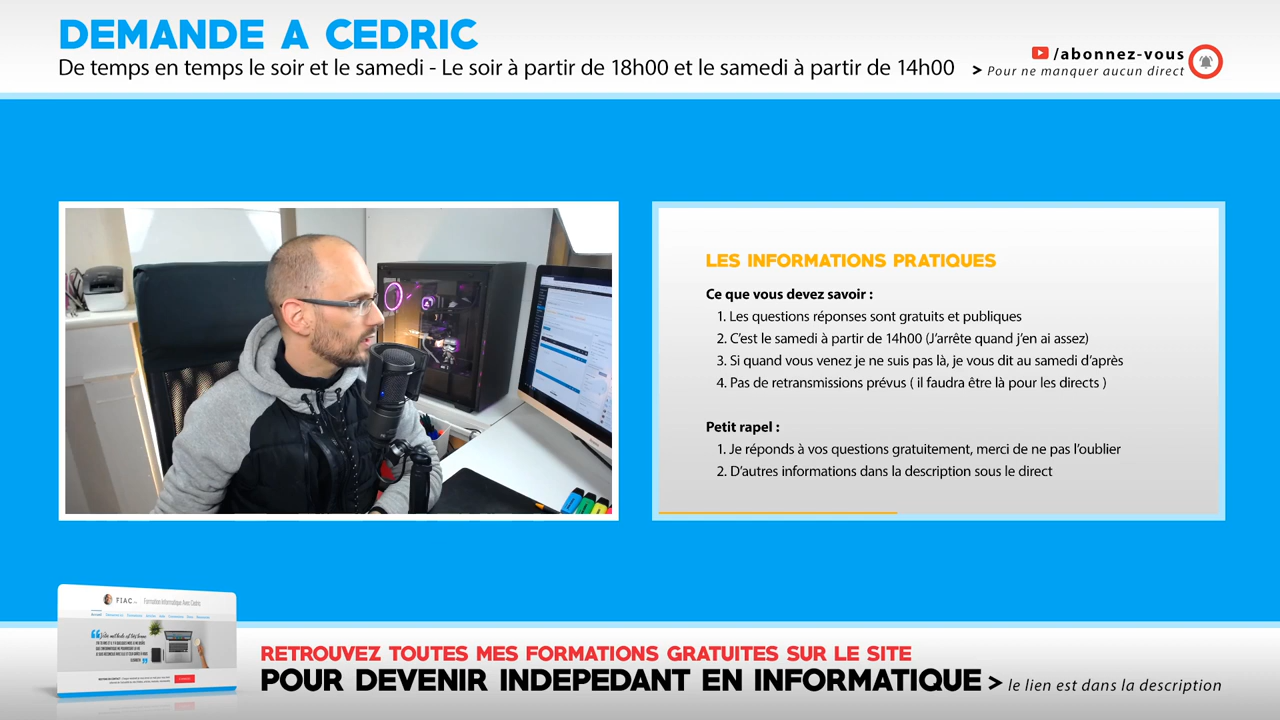 DEMANDE A CEDRIC
De temps en temps le soir et le samedi - Le soir à partir de 18h00 et le samedi à partir de 14h00
/abonnez-vous
> Pour ne manquer aucun direct
LES INFORMATIONS PRATIQUES
Ce que vous devez savoir :
1. Les questions réponses sont gratuits et publiques
2. C'est le samedi à partir de 14h00 (J'arrête quand j'en ai assez)
3. Si quand vous venez je ne suis pas là, je vous dit au samedi d'après
4. Pas de retransmissions prévus ( il faudra être là pour les directs )
Petit rapel :
1. Je réponds à vos questions gratuitement, merci de ne pas l'oublier
2. D'autres informations dans la description sous le direct
FIAC
Formation Informatique Avec Cedric
RETROUVEZ TOUTES MES FORMATIONS GRATUITES SUR LE SITE
POUR DEVENIR INDEPEDANT EN INFORMATIQUE > le lien est dans la description